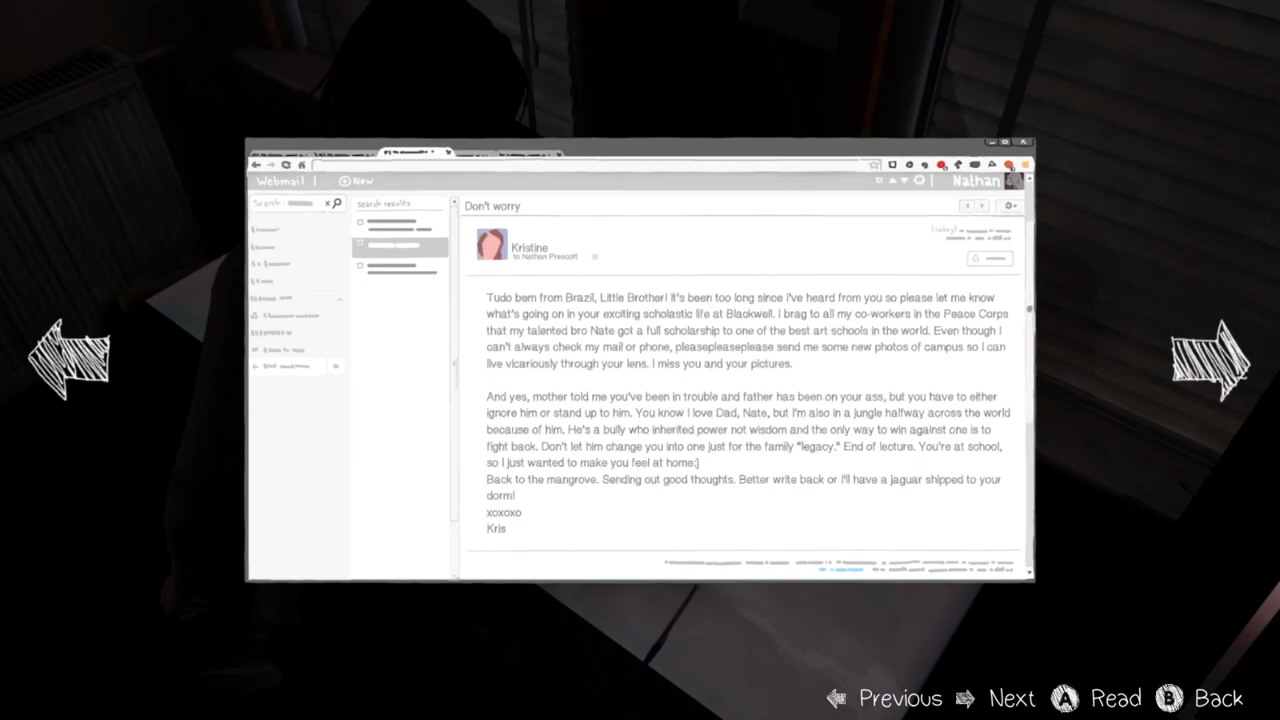 Webmail | New
Nathan
Search:
search results
Don't worry
Kristine
to Nathan Prescott
(today)
Tudo bem from Brazil, Little Brother! It's been too long since I've heard from you so please let me know
what's going on in your exciting scholastic life at Blackwell. I brag to all my co-workers in the Peace Corps
that my talented bro Nate got a full scholarship to one of the best art schools in the world. Even though I
can't always check my mail or phone, pleasepleaseplease send me some new photos of campus so I can
live vicariously through your lens. I miss you and your pictures.
And yes, mother told me you've been in trouble and father has been on your ass, but you have to either
ignore him or stand up to him. You know I love Dad, Nate, but I'm also in a jungle halfway across the world
because of him. He's a bully who inherited power not wisdom and the only way to win against one is to
fight back. Don't let him change you into one just for the family "legacy." End of lecture. You're at school,
so I just wanted to make you feel at home:]
Back to the mangrove. Sending out good thoughts. Better write back or I'll have a jaguar shipped to your
dorm!
xoxoxo
Kris
Previous Next A Read B Back